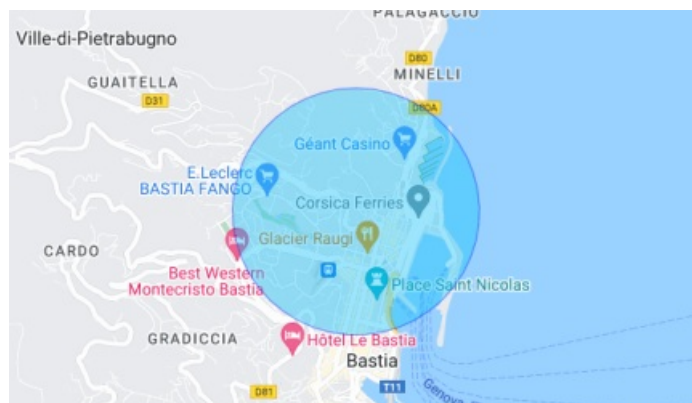 PALAGACCIO
Ville-di-Pietrabugno
D80
MINELLI
GUAITELLA
D31
D80A
Géant Casino
E.Leclerc
BASTIA FANGO
Corsica Ferries
Glacier Raugi
CARDO
Best Western
Montecristo Bastia
Place Saint Nicolas
GRADICCIA
Hôtel Le Bastia
Bastia
T11
D81
Genova